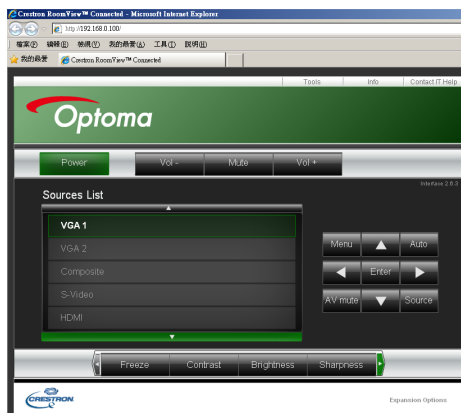 Crestron RoomView™ Connected - Microsoft Internet Explorer
http://192.168.0.100/
檔案(F) 編輯(E) 檢視(V) 我的最愛(A) 工具(T) 說明(H)
我的最愛 Crestron RoomView™ Connected
Tools Info Contact IT Help
Optoma
Power Vol - Mute Vol +
Interface 2.6.3
Sources List
VGA 1
VGA 2
Composite
S-Video
HDMI
Menu Auto
Enter
AV mute Source
Freeze Contrast Brightness Sharpness
CRESTRON
Expansion Options